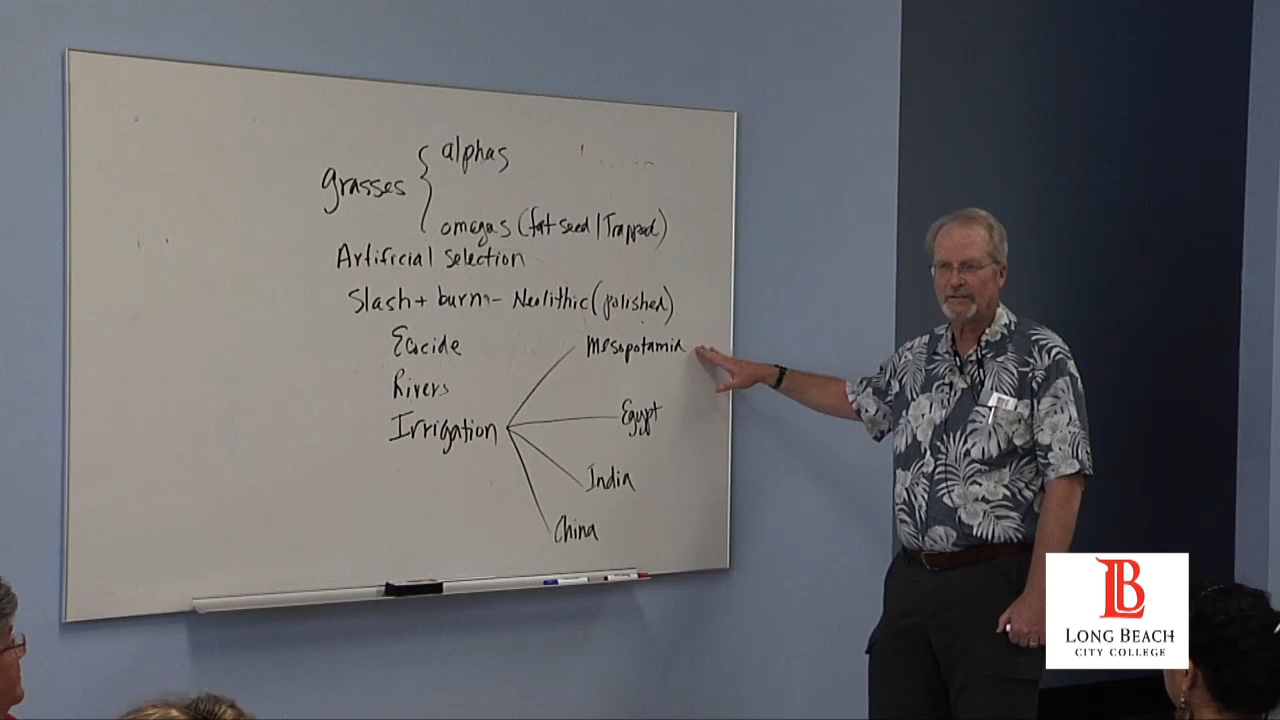 alphas
grasses
omegas (fat seed / Trapped)
Artificial selection
Slash + burn - Neolithic (polished)
Ecocide
Mesopotamia
Rivers
Egypt
Irrigation
India
China
LB
LONG BEACH
CITY COLLEGE